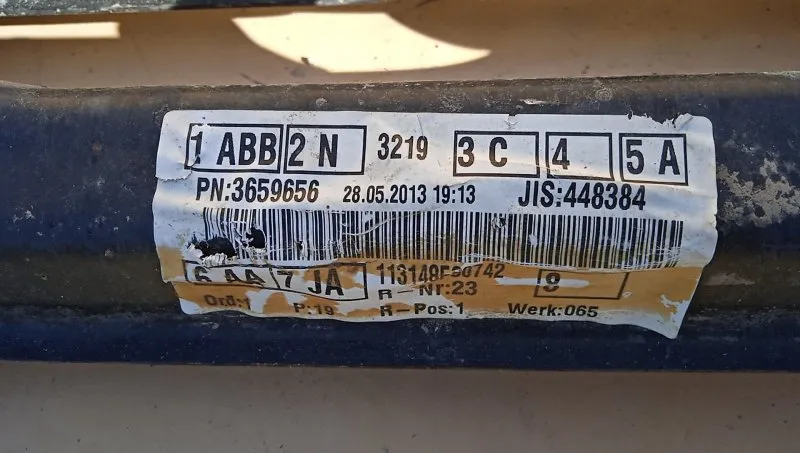 1 ABB 2 N 3219 3 C 4 5 A
PN:3659656 28.05.2013 19:13 JIS:448384
6 AA 7 JA 9
R-Nr:23
Ord:1 P:19 R-Pos:1 Werk:065